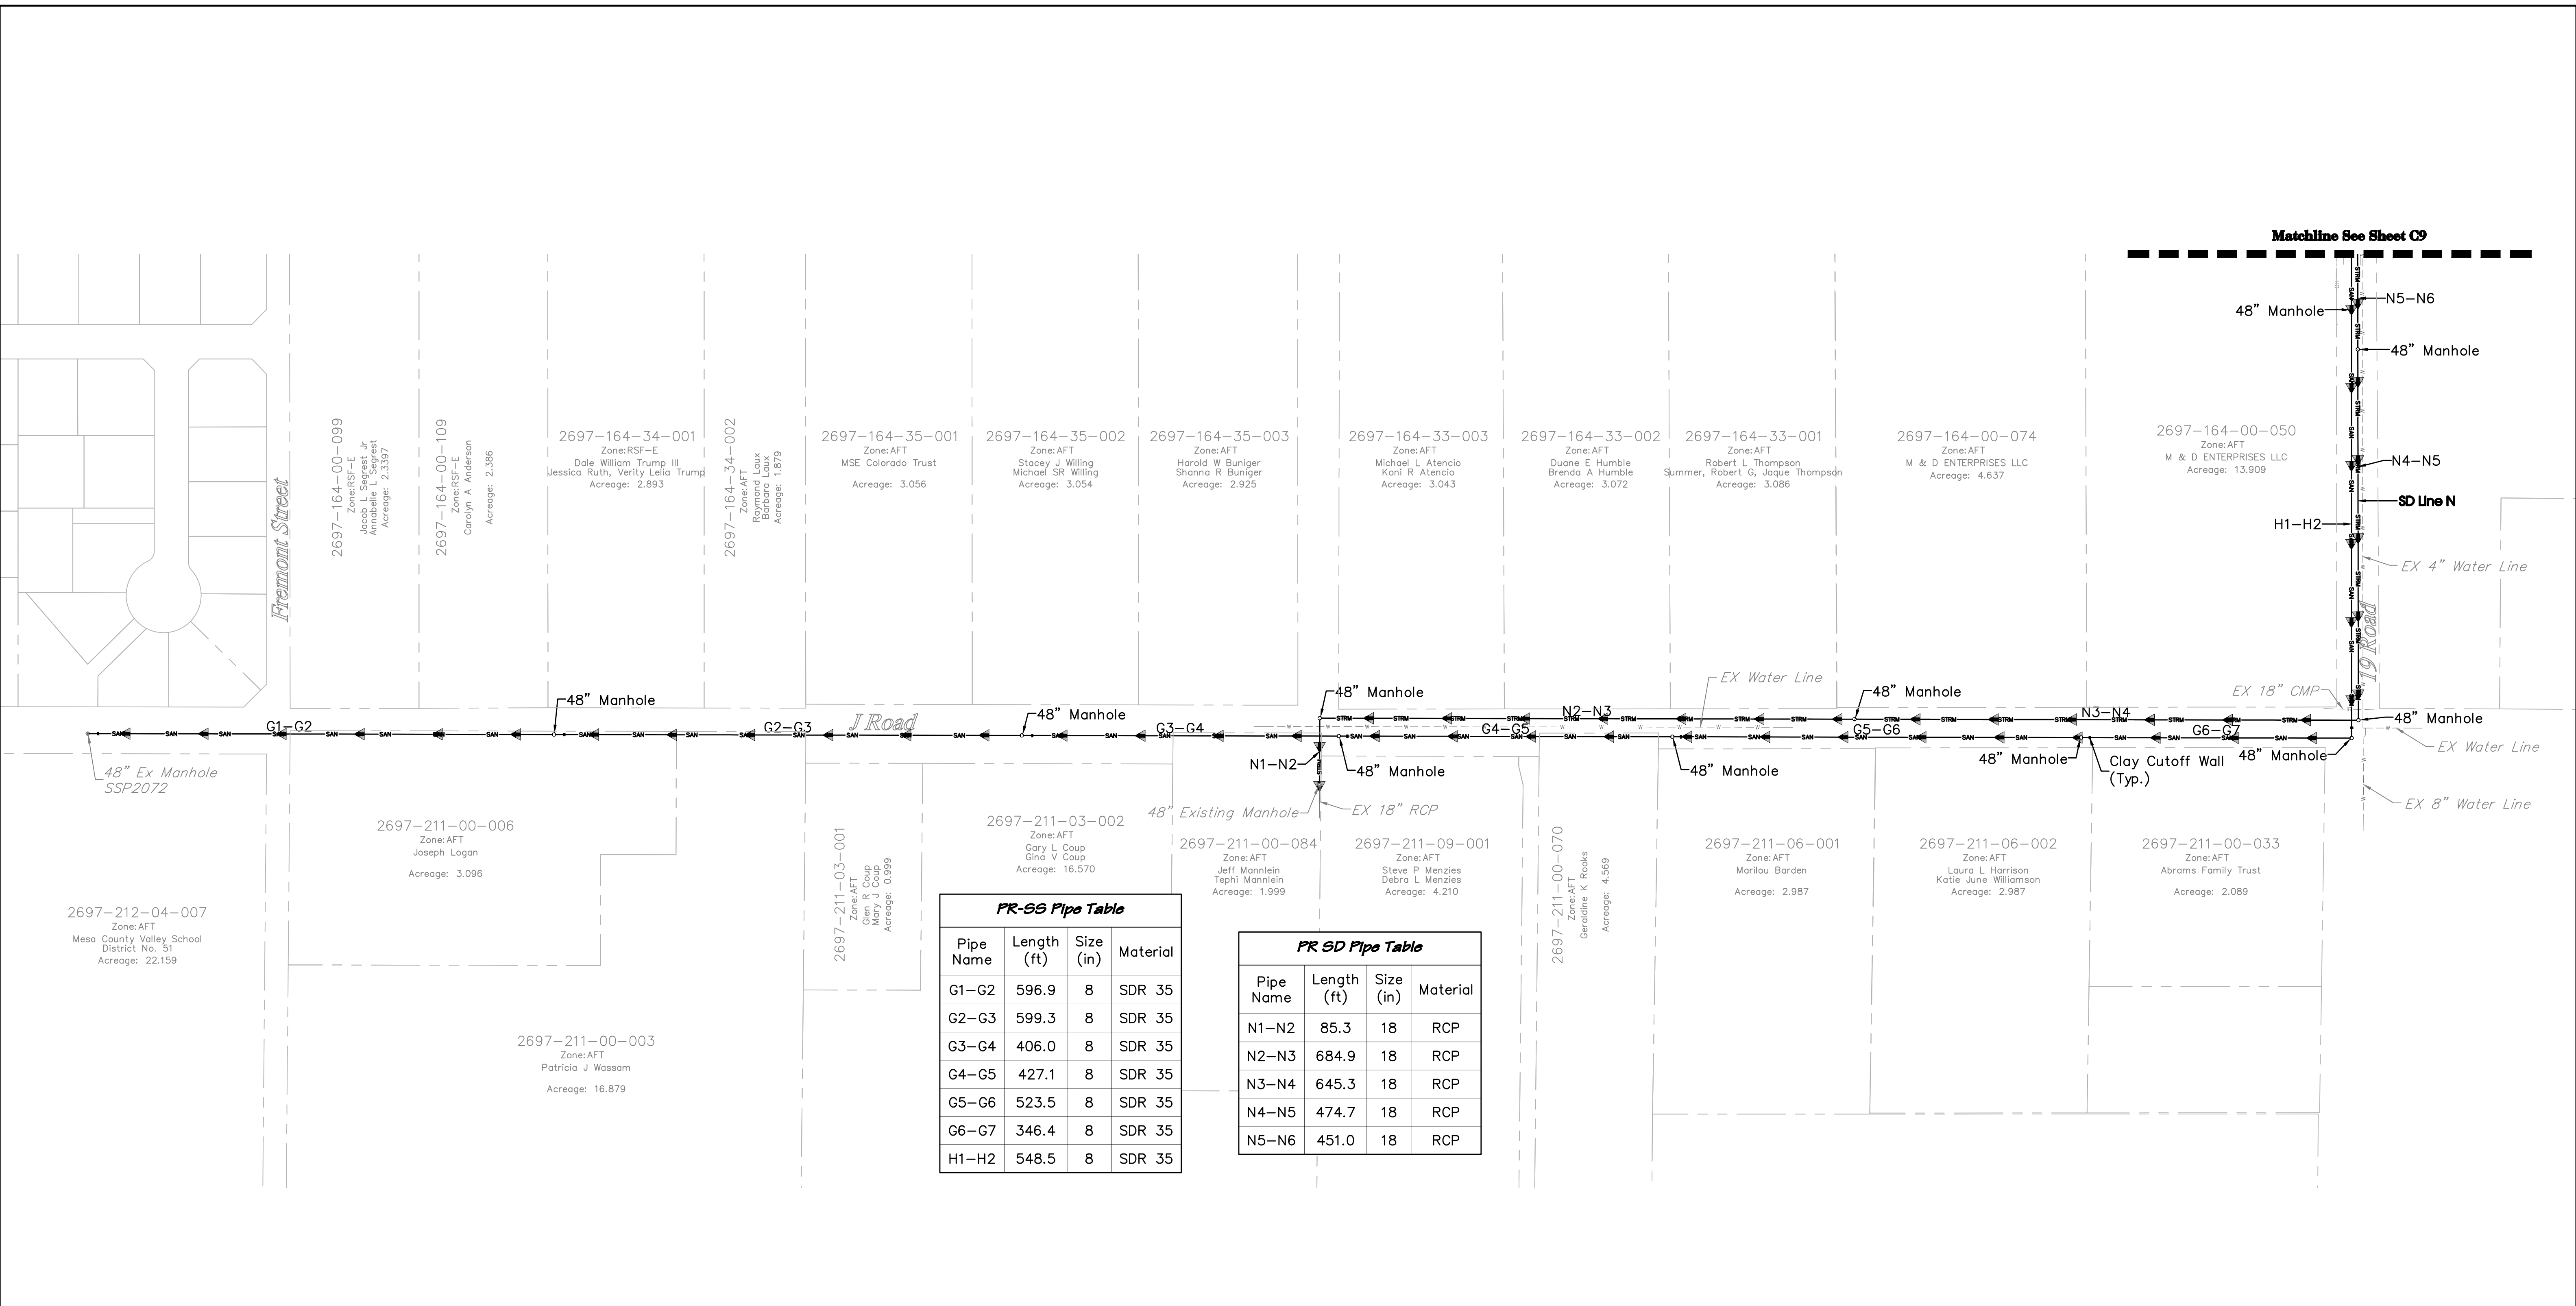 Matchline See Sheet C9
N5-N6
48" Manhole
48" Manhole
N4-N5
SD Line N
H1-H2
EX 4" Water Line
19 Road
EX 18" CMP
48" Manhole
EX Water Line
48" Manhole
EX 8" Water Line
Fremont Street
2697-164-00-099
Zone:RSF-E
Jacob L Segrest Jr
Annabelle L Segrest
Acreage: 2.3397
2697-164-00-109
Zone:RSF-E
Carolyn A Anderson
Acreage: 2.386
2697-164-34-001
Zone:RSF-E
Dale William Trump III
Jessica Ruth, Verity Lelia Trump
Acreage: 2.893
2697-164-34-002
Zone:AFT
Raymond Laux
Barbara Laux
Acreage: 1.879
2697-164-35-001
Zone:AFT
MSE Colorado Trust
Acreage: 3.056
2697-164-35-002
Zone:AFT
Stacey J Willing
Michael SR Willing
Acreage: 3.054
2697-164-35-003
Zone:AFT
Harold W Buniger
Shanna R Buniger
Acreage: 2.925
2697-164-33-003
Zone:AFT
Michael L Atencio
Koni R Atencio
Acreage: 3.043
2697-164-33-002
Zone:AFT
Duane E Humble
Brenda A Humble
Acreage: 3.072
2697-164-33-001
Zone:AFT
Robert L Thompson
Summer, Robert G, Jaque Thompson
Acreage: 3.086
2697-164-00-074
Zone:AFT
M & D ENTERPRISES LLC
Acreage: 4.637
2697-164-00-050
Zone:AFT
M & D ENTERPRISES LLC
Acreage: 13.909
G1-G2
48" Manhole
G2-G3
J Road
48" Manhole
G3-G4
48" Manhole
N2-N3
G4-G5
EX Water Line
48" Manhole
G5-G6
N3-N4
G6-G7
N1-N2
48" Manhole
48" Manhole
48" Manhole
Clay Cutoff Wall
(Typ.)
48" Existing Manhole
EX 18" RCP
48" Ex Manhole
SSP2072
2697-212-04-007
Zone:AFT
Mesa County Valley School
District No. 51
Acreage: 22.159
2697-211-00-006
Zone:AFT
Joseph Logan
Acreage: 3.096
2697-211-00-003
Zone:AFT
Patricia J Wassam
Acreage: 16.879
2697-211-03-001
Zone:AFT
Glen R Coup
Mary J Coup
Acreage: 0.999
2697-211-03-002
Zone:AFT
Gary L Coup
Gina V Coup
Acreage: 16.570
2697-211-00-084
Zone:AFT
Jeff Mannlein
Tephi Mannlein
Acreage: 1.999
2697-211-09-001
Zone:AFT
Steve P Menzies
Debra L Menzies
Acreage: 4.210
2697-211-00-070
Zone:AFT
Geraldine K Rooks
Acreage: 4.569
2697-211-06-001
Zone:AFT
Marilou Barden
Acreage: 2.987
2697-211-06-002
Zone:AFT
Laura L Harrison
Katie June Williamson
Acreage: 2.987
2697-211-00-033
Zone:AFT
Abrams Family Trust
Acreage: 2.089
PR-SS Pipe Table
Pipe Name Length (ft) Size (in) Material
G1-G2 596.9 8 SDR 35
G2-G3 599.3 8 SDR 35
G3-G4 406.0 8 SDR 35
G4-G5 427.1 8 SDR 35
G5-G6 523.5 8 SDR 35
G6-G7 346.4 8 SDR 35
H1-H2 548.5 8 SDR 35
PR SD Pipe Table
Pipe Name Length (ft) Size (in) Material
N1-N2 85.3 18 RCP
N2-N3 684.9 18 RCP
N3-N4 645.3 18 RCP
N4-N5 474.7 18 RCP
N5-N6 451.0 18 RCP